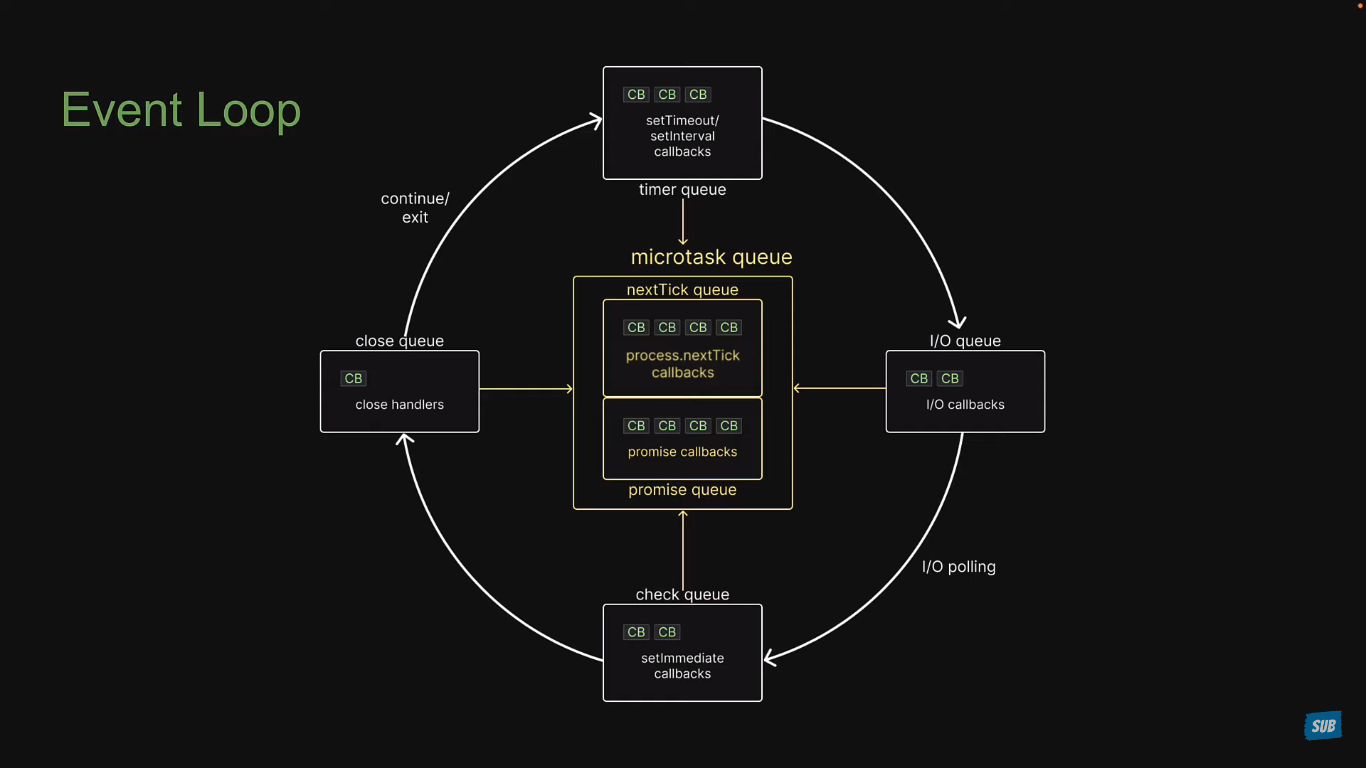 Event Loop
CB CB CB
setTimeout/
setInterval
callbacks
timer queue
continue/
exit
microtask queue
nextTick queue
CB CB CB CB
process.nextTick
callbacks
CB CB CB CB
promise callbacks
promise queue
close queue
CB
close handlers
I/O queue
CB CB
I/O callbacks
I/O polling
check queue
CB CB
setImmediate
callbacks
SUB